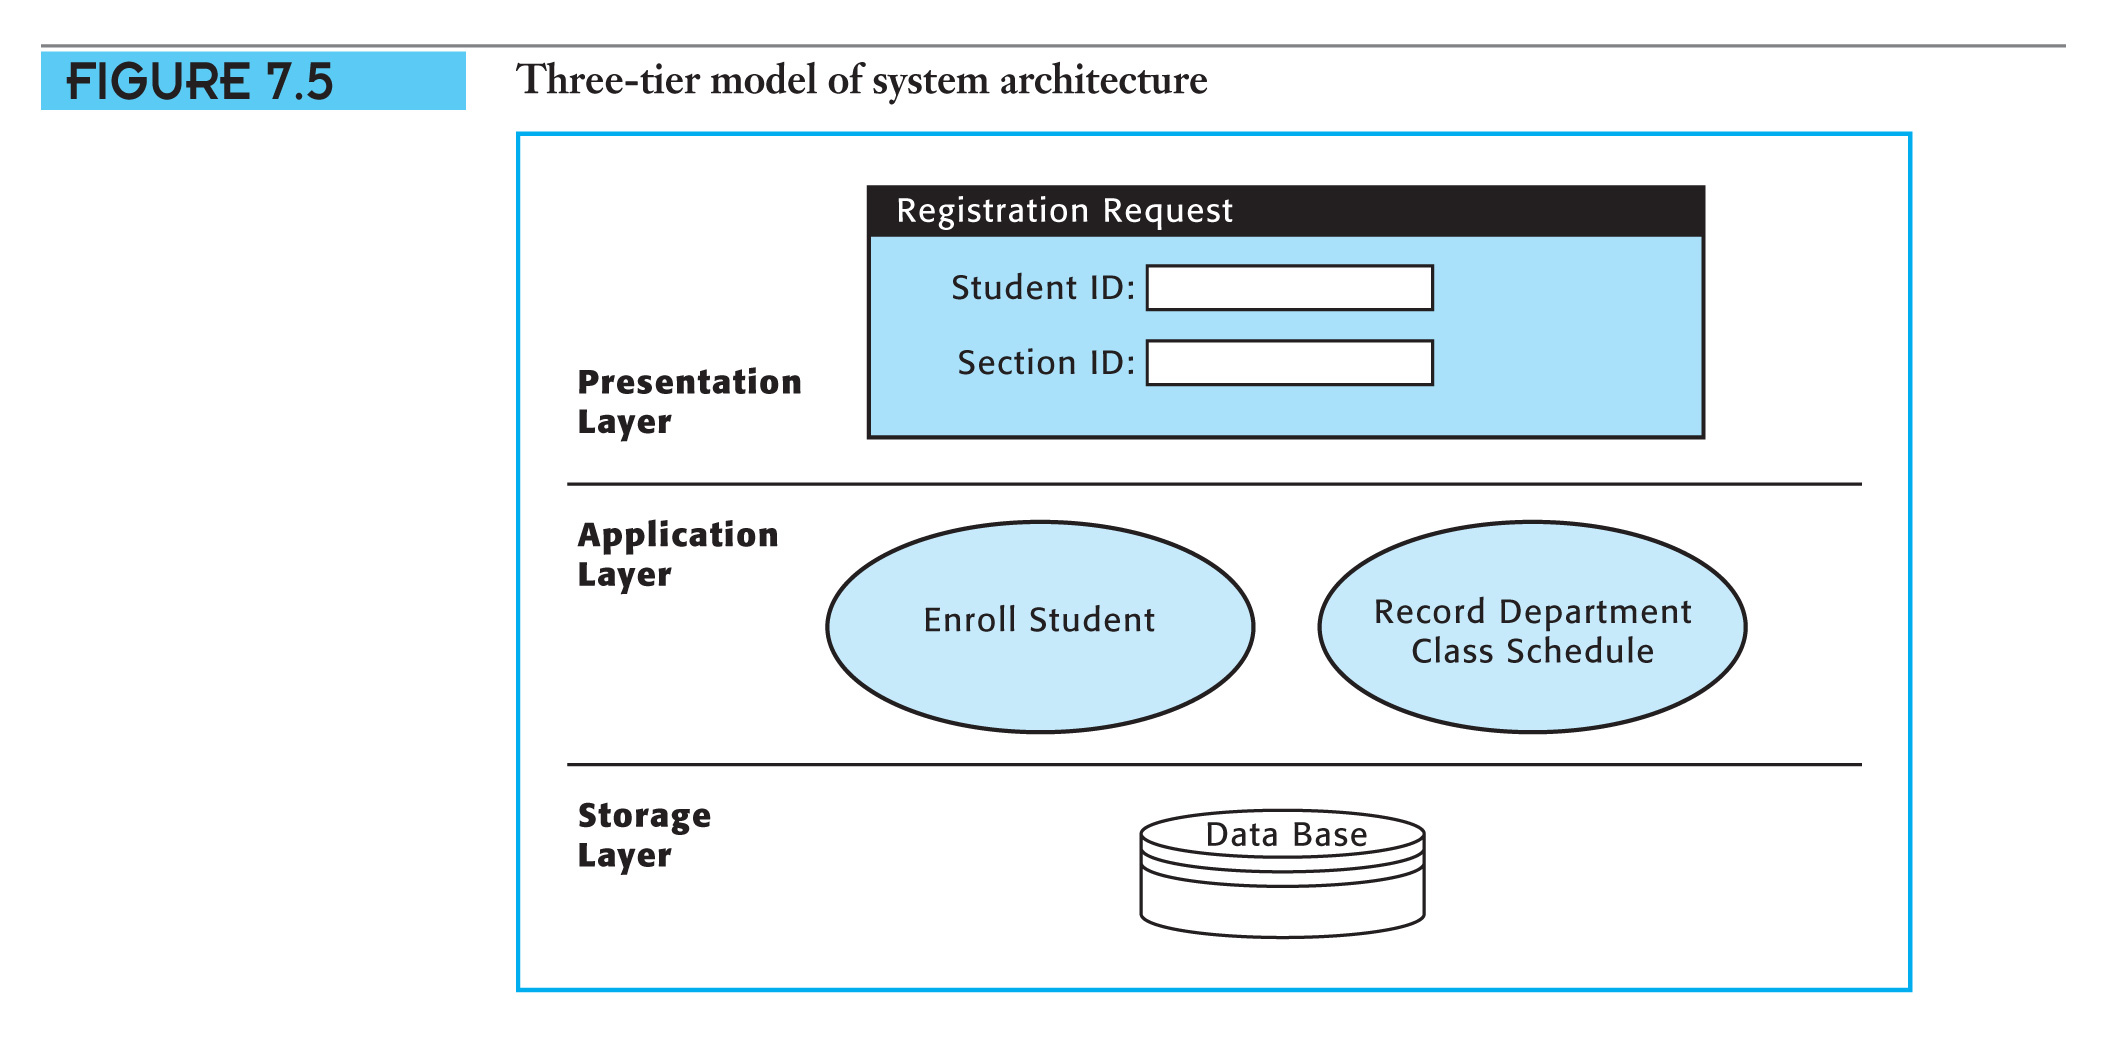 FIGURE 7.5
Three-tier model of system architecture
Registration Request
Student ID:
Section ID:
Presentation
Layer
Application
Layer
Enroll Student
Record Department
Class Schedule
Storage
Layer
Data Base